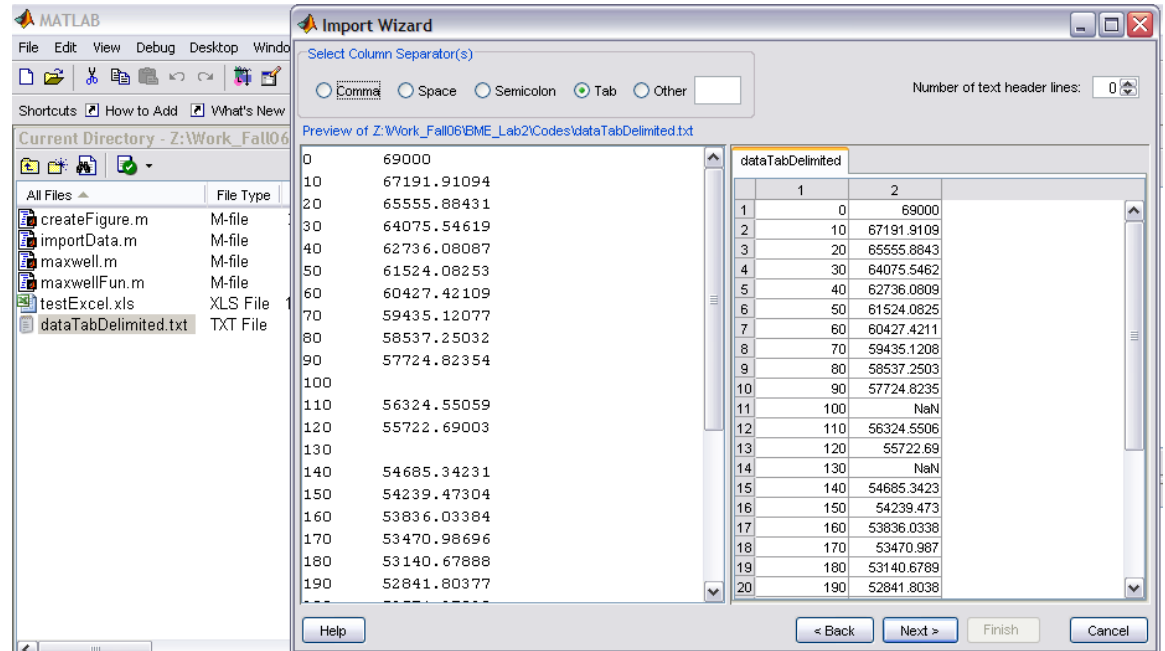 MATLAB
File Edit View Debug Desktop Windo
Shortcuts How to Add What's New
Current Directory - Z:\Work_Fall06
All Files File Type
createFigure.m M-file
importData.m M-file
maxwell.m M-file
maxwellFun.m M-file
testExcel.xls XLS File 1
dataTabDelimited.txt TXT File
Import Wizard
Select Column Separator(s)
Comma Space Semicolon Tab Other
Number of text header lines: 0
Preview of Z:\Work_Fall06\BME_Lab2\Codes\dataTabDelimited.txt
0 69000
10 67191.91094
20 65555.88431
30 64075.54619
40 62736.08087
50 61524.08253
60 60427.42109
70 59435.12077
80 58537.25032
90 57724.82354
100
110 56324.55059
120 55722.69003
130
140 54685.34231
150 54239.47304
160 53836.03384
170 53470.98696
180 53140.67888
190 52841.80377
dataTabDelimited
1 2
1 0 69000
2 10 67191.9109
3 20 65555.8843
4 30 64075.5462
5 40 62736.0809
6 50 61524.0825
7 60 60427.4211
8 70 59435.1208
9 80 58537.2503
10 90 57724.8235
11 100 NaN
12 110 56324.5506
13 120 55722.69
14 130 NaN
15 140 54685.3423
16 150 54239.473
17 160 53836.0338
18 170 53470.987
19 180 53140.6789
20 190 52841.8038
Help < Back Next > Finish Cancel